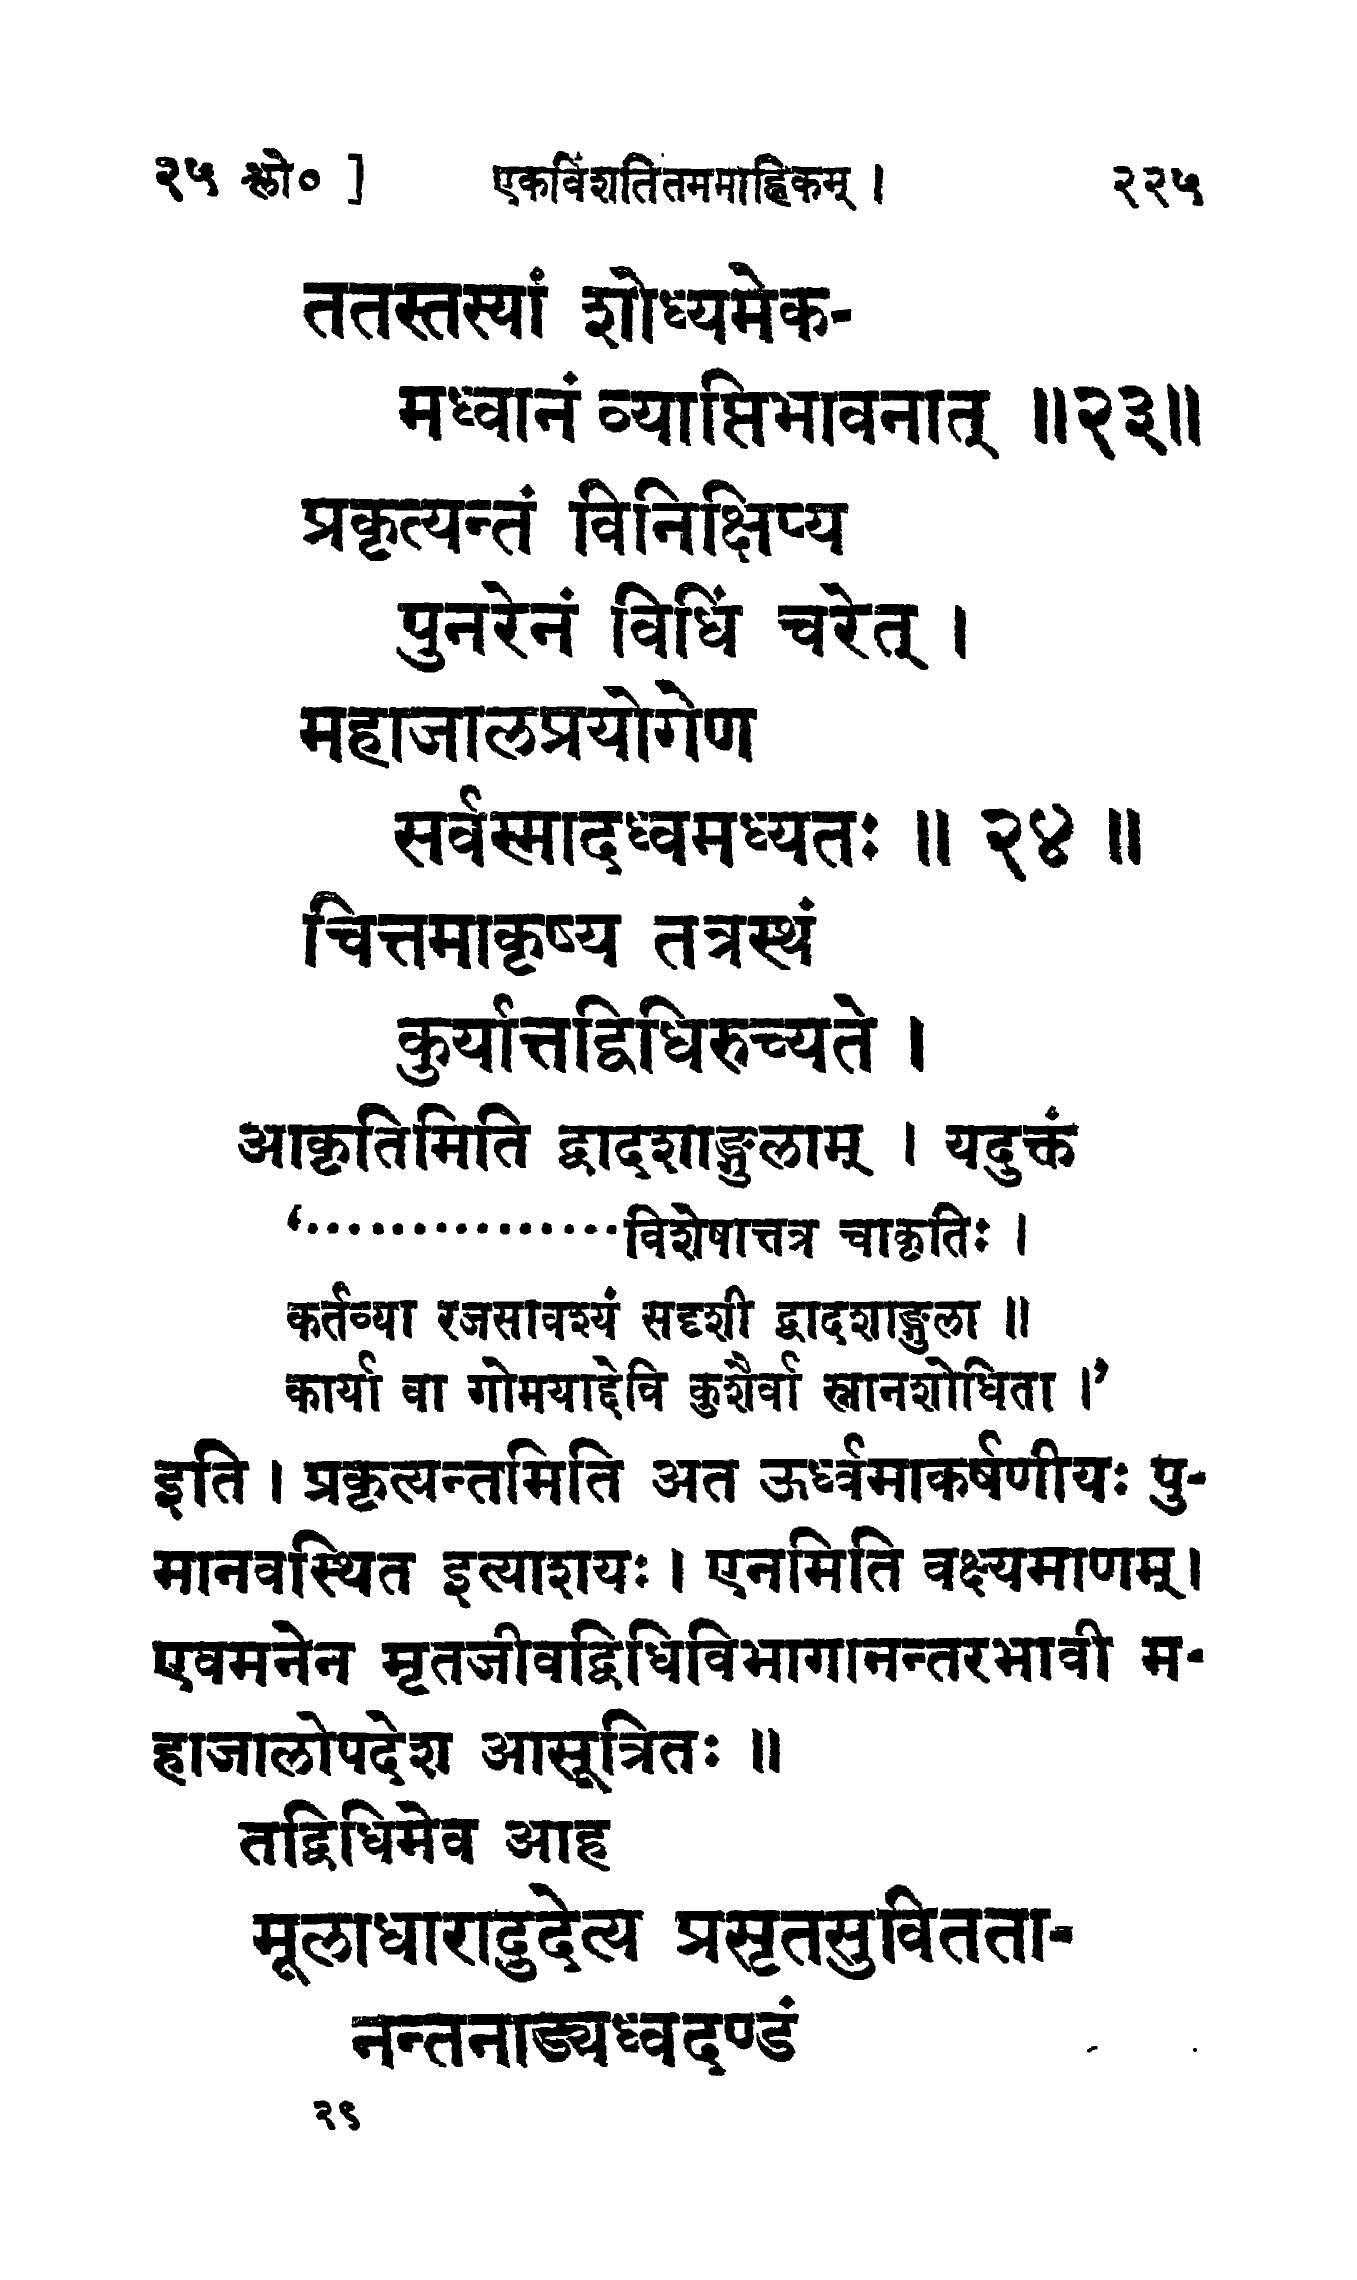 २५ श्लो० ] एकविंशतितममाह्निकम् । २२५
ततस्तस्यां शोध्यमेक-
मध्वानं व्याप्तिभावनात् ॥२३॥
प्रकृत्यन्तं विनिक्षिप्य
पुनरेनं विधिं चरेत् ।
महाजालप्रयोगेण
सर्वस्मादध्वमध्यतः ॥ २४ ॥
चित्तमाकृष्य तत्रस्थं
कुर्यात्तद्विधिरुच्यते ।
आकृतिमिति द्वादशाङ्गुलाम् । यदुक्तं
‘...............विशेषात्तत्र चाकृतिः ।
कर्तव्या रजसावश्यं सदृशी द्वादशाङ्गुला ॥
कार्या वा गोमयाद्देवि कुशैर्वा स्नानशोधिता ।’
इति । प्रकृत्यन्तमिति अत ऊर्ध्वमाकर्षणीयः पु-
मानवस्थित इत्याशयः । एनमिति वक्ष्यमाणम् ।
एवमनेन मृतजीवद्विधिविभागानन्तरभावी म-
हाजालोपदेश आसूत्रितः ॥
तद्विधिमेव आह
मूलाधारादुदेत्य प्रसृतसुवितता-
नन्तनाड्यध्वदण्डं
२९